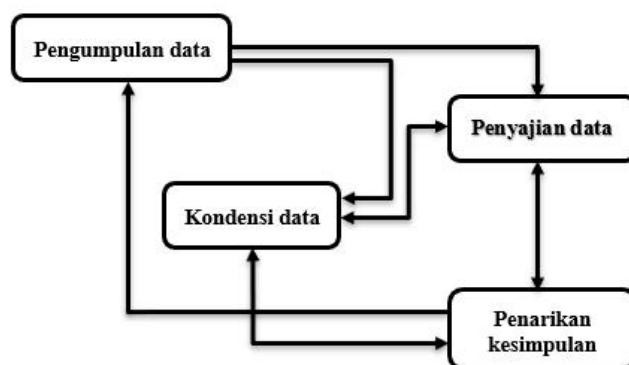 Pengumpulan data
Penyajian data
Kondensi data
Penarikan
kesimpulan